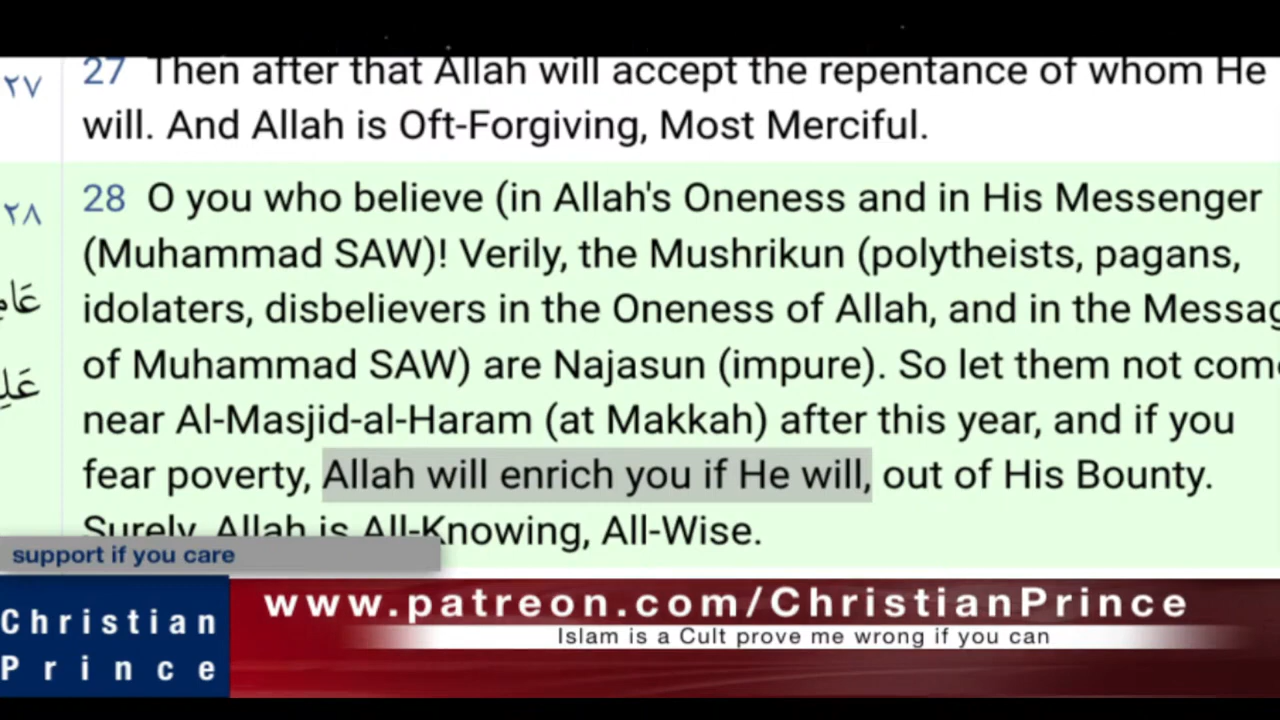 ٢٧ 27 Then after that Allah will accept the repentance of whom He
will. And Allah is Oft-Forgiving, Most Merciful.
٢٨ 28 O you who believe (in Allah's Oneness and in His Messenger
(Muhammad SAW)! Verily, the Mushrikun (polytheists, pagans,
idolaters, disbelievers in the Oneness of Allah, and in the Messag
of Muhammad SAW) are Najasun (impure). So let them not com
near Al-Masjid-al-Haram (at Makkah) after this year, and if you
fear poverty, Allah will enrich you if He will, out of His Bounty.
Surely, Allah is All-Knowing, All-Wise.
support if you care
Christian
Prince
www.patreon.com/ChristianPrince
Islam is a Cult prove me wrong if you can